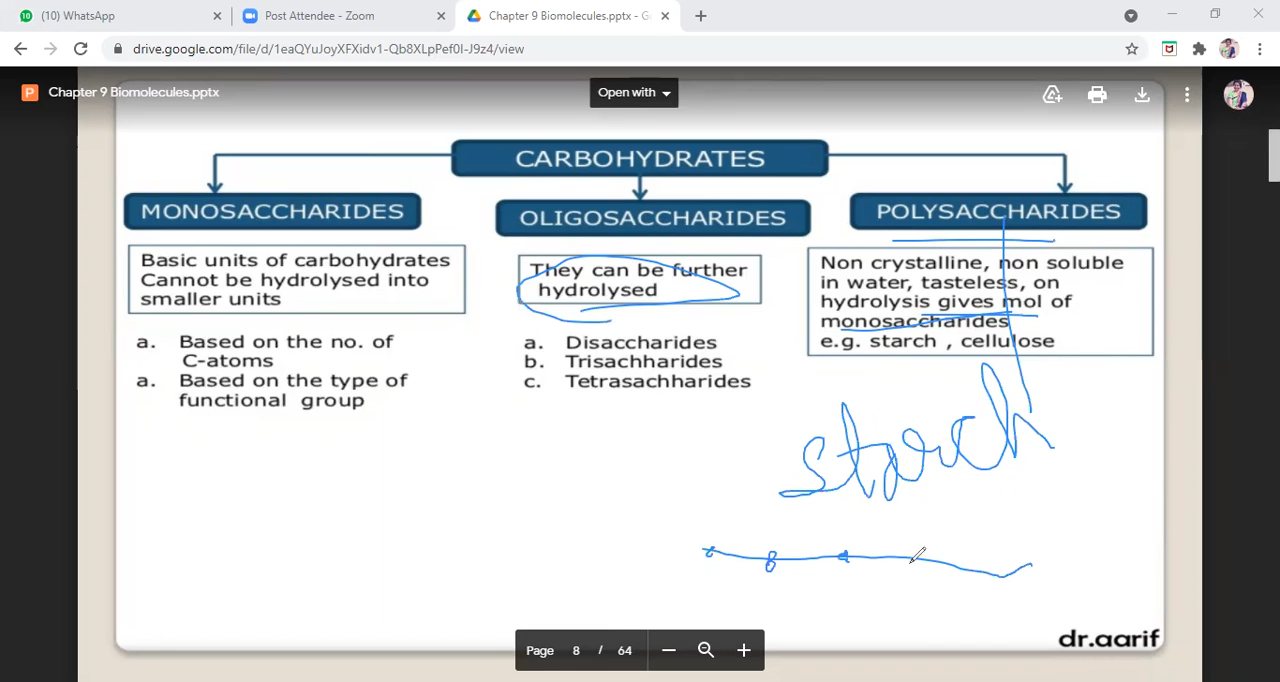 (10) WhatsApp
Post Attendee - Zoom
Chapter 9 Biomolecules.pptx - G
drive.google.com/file/d/1eaQYuJoyXFXidv1-Qb8XLpPef0I-J9z4/view
Chapter 9 Biomolecules.pptx
Open with
CARBOHYDRATES
MONOSACCHARIDES
Basic units of carbohydrates
Cannot be hydrolysed into
smaller units
a. Based on the no. of
C-atoms
a. Based on the type of
functional group
OLIGOSACCHARIDES
They can be further
hydrolysed
a. Disaccharides
b. Trisachharides
c. Tetrasachharides
POLYSACCHARIDES
Non crystalline, non soluble
in water, tasteless, on
hydrolysis gives mol of
monosaccharides
e.g. starch , cellulose
starch
dr.aarif
Page 8 / 64